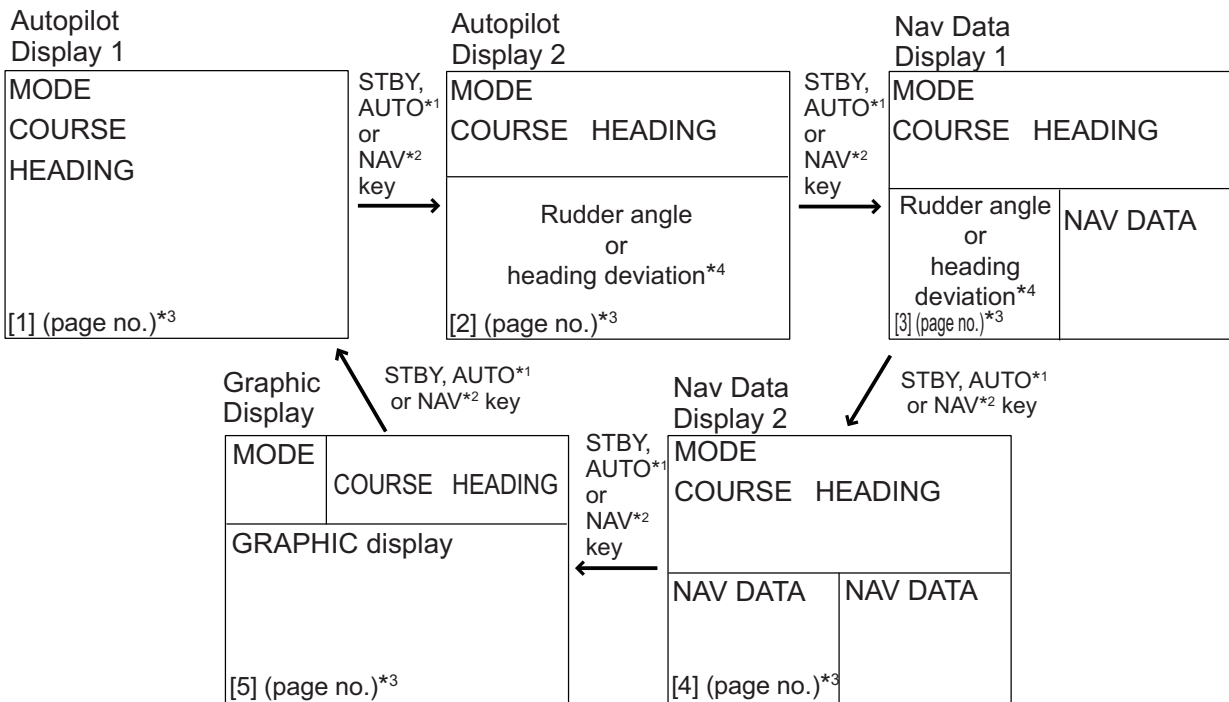 Autopilot
Display 1
MODE
COURSE
HEADING
[1] (page no.)*3
STBY,
AUTO*1
or
NAV*2
key
Autopilot
Display 2
MODE
COURSE HEADING
Rudder angle
or
heading deviation*4
[2] (page no.)*3
STBY,
AUTO*1
or
NAV*2
key
Nav Data
Display 1
MODE
COURSE HEADING
Rudder angle
or
heading
deviation*4
[3] (page no.)*3
NAV DATA
STBY, AUTO*1
or NAV*2 key
Nav Data
Display 2
MODE
COURSE HEADING
NAV DATA
NAV DATA
[4] (page no.)*3
STBY,
AUTO*1
or
NAV*2
key
Graphic
Display
MODE
COURSE HEADING
GRAPHIC display
[5] (page no.)*3
STBY, AUTO*1
or NAV*2 key